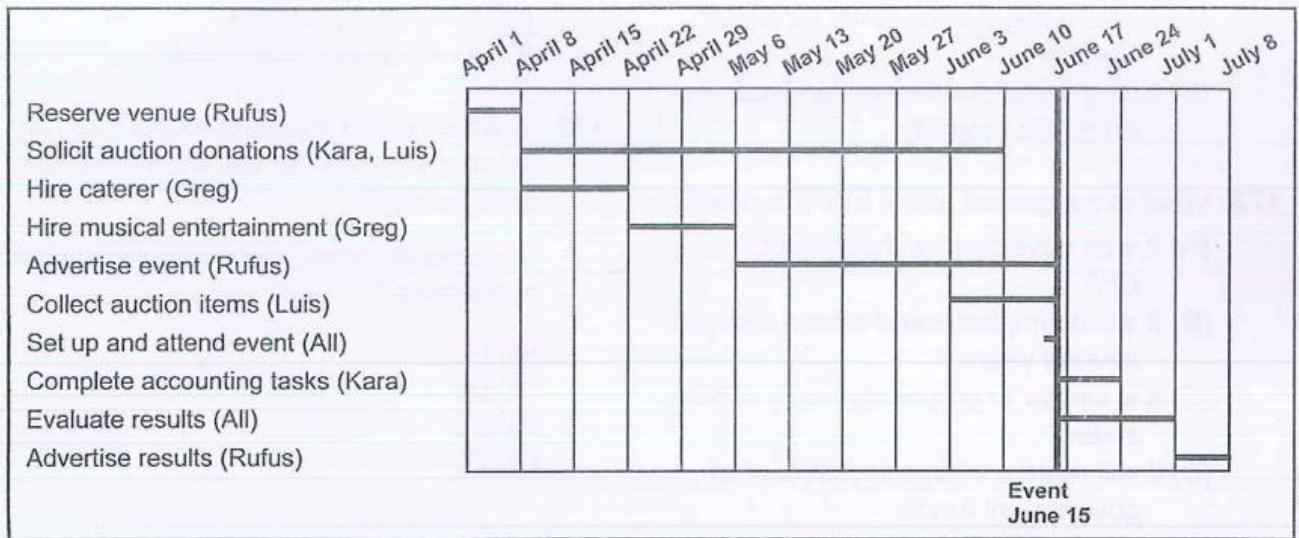 April 1 April 8 April 15 April 22 April 29 May 6 May 13 May 20 May 27 June 3 June 10 June 17 June 24 July 1 July 8
Reserve venue (Rufus)
Solicit auction donations (Kara, Luis)
Hire caterer (Greg)
Hire musical entertainment (Greg)
Advertise event (Rufus)
Collect auction items (Luis)
Set up and attend event (All)
Complete accounting tasks (Kara)
Evaluate results (All)
Advertise results (Rufus)
Event
June 15